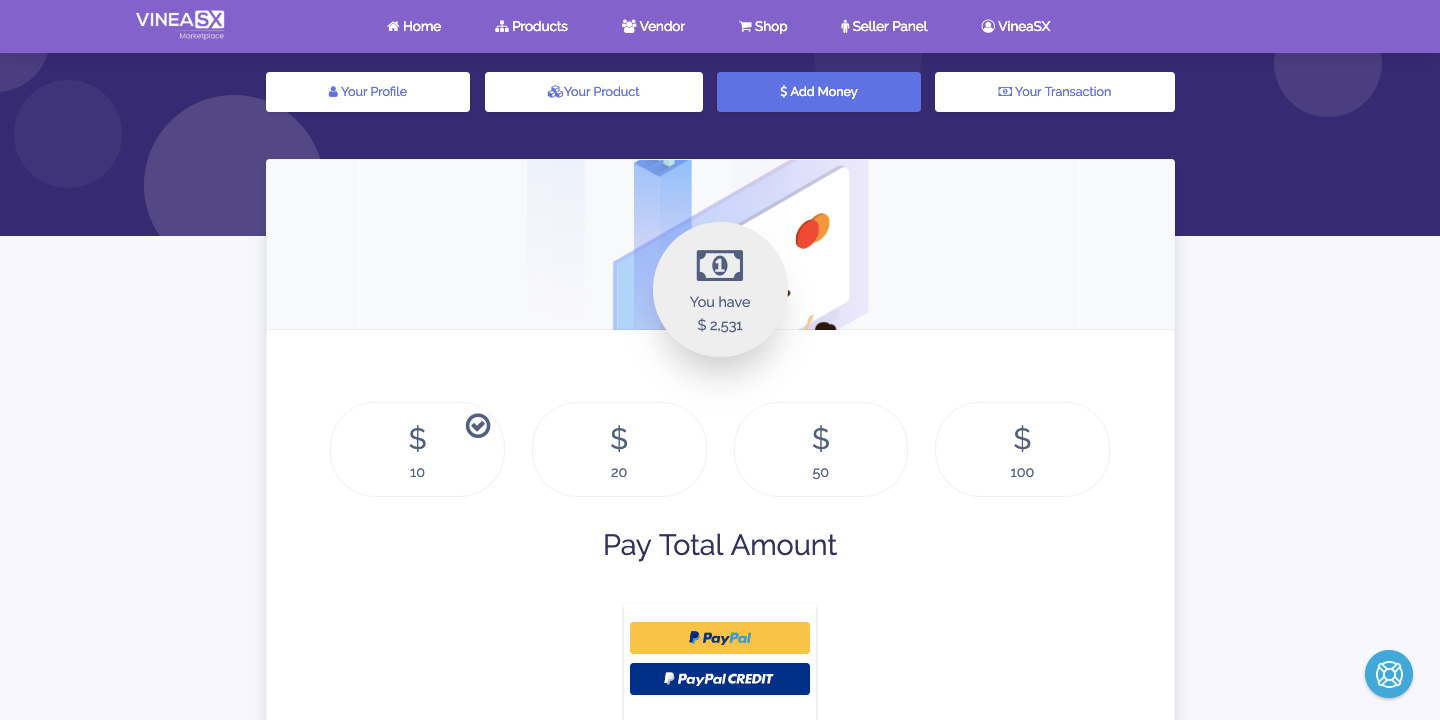 VINEASX
Marketplace
Home
Products
Vendor
Shop
Seller Panel
VineaSX
Your Profile
Your Product
$ Add Money
Your Transaction
1
You have
$ 2,531
$
10
$
20
$
50
$
100
Pay Total Amount
PayPal
PayPal CREDIT